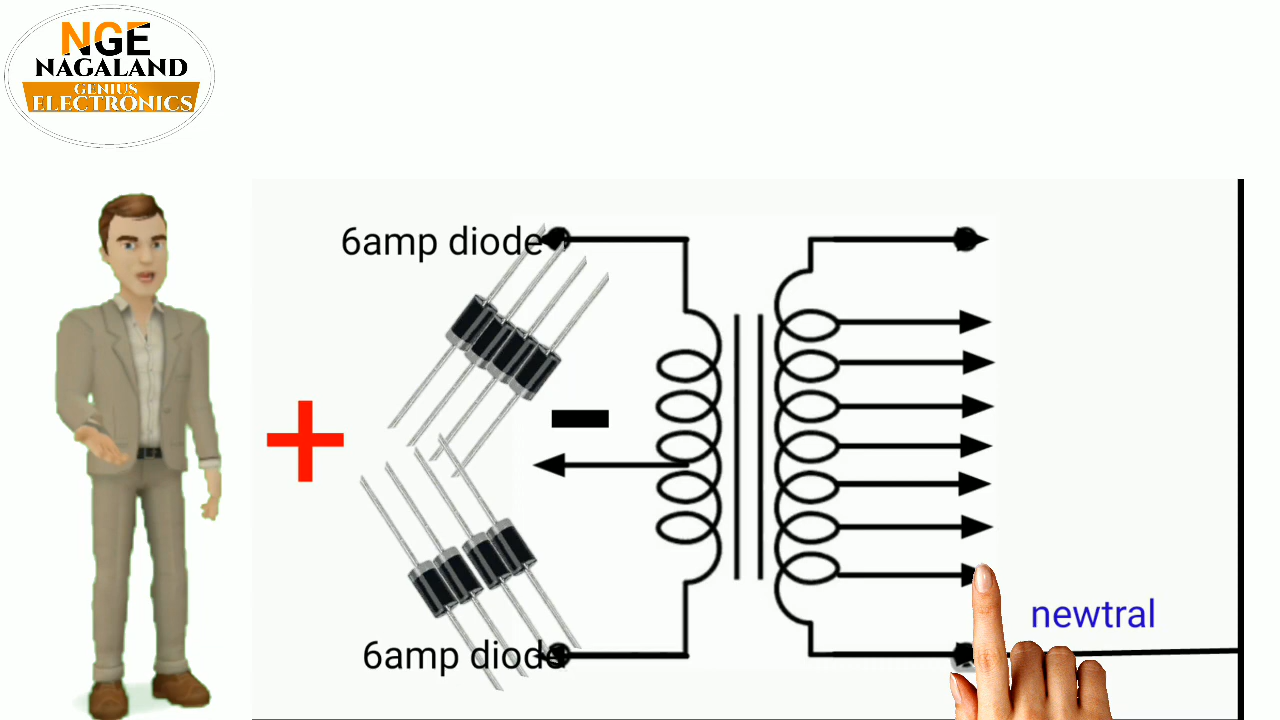 NGE
NAGALAND
GENIUS
ELECTRONICS
6amp diode
+
-
newtral
6amp diode